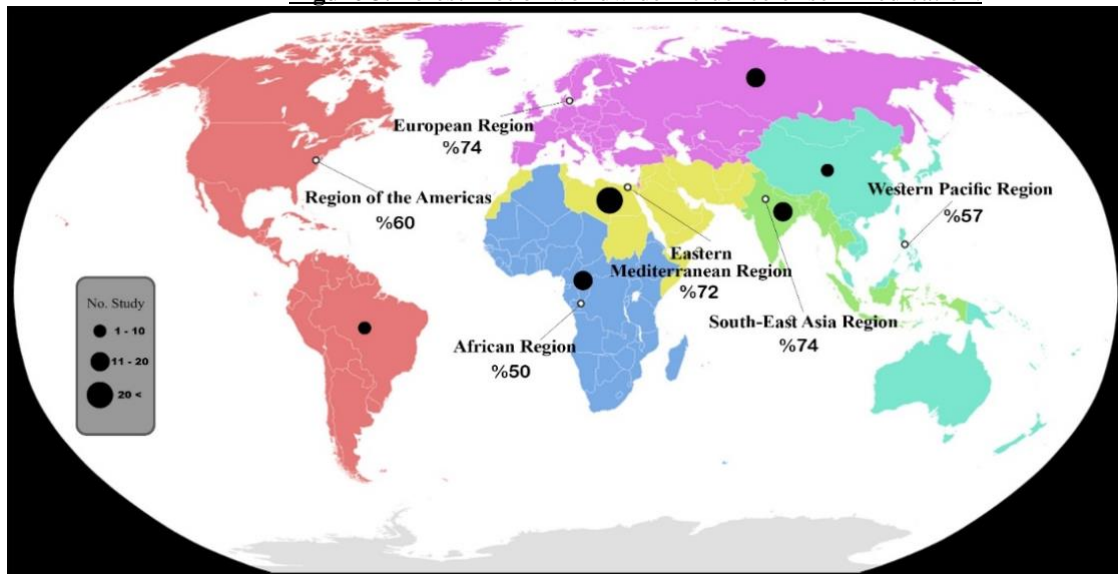 European Region
%74
Region of the Americas
%60
Western Pacific Region
%57
Eastern
Mediterranean Region
%72
South-East Asia Region
%74
African Region
%50
No. Study
1 - 10
11 - 20
20 <